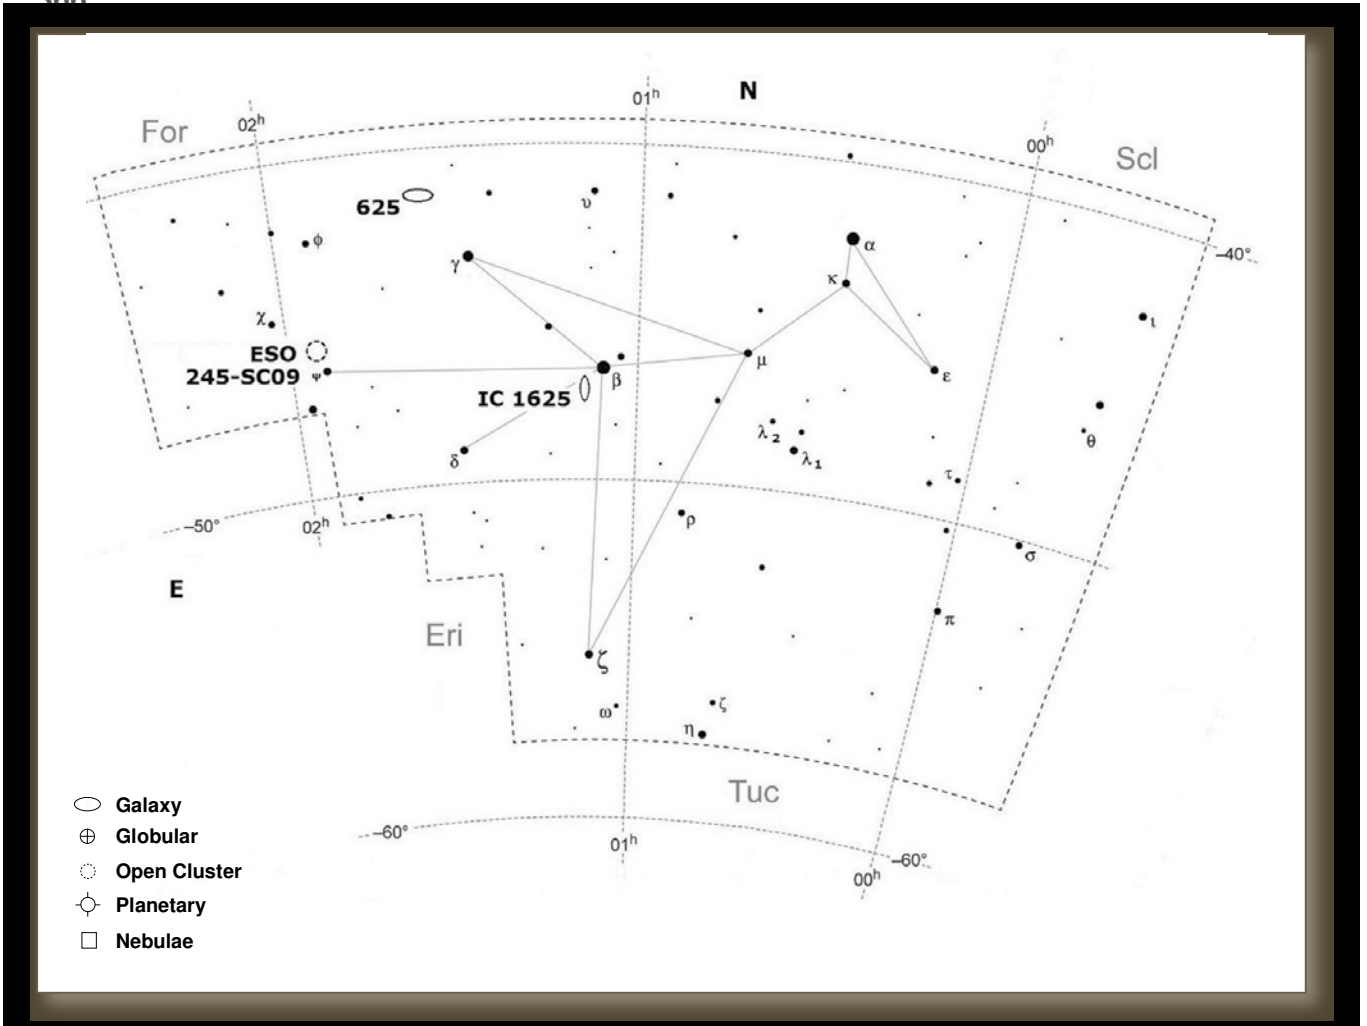 N
01ʰ
02ʰ
For
00ʰ
Scl
625
υ
ϕ
α
γ
–40°
κ
χ
ι
ESO
μ
245-SC09 ψ
β
ε
IC 1625
λ₂
θ
δ
λ₁
τ
–50°
02ʰ
ρ
σ
E
π
Eri
ζ
ω
ζ
η
Tuc
Galaxy
–60°
Globular
01ʰ
–60°
Open Cluster
00ʰ
Planetary
Nebulae